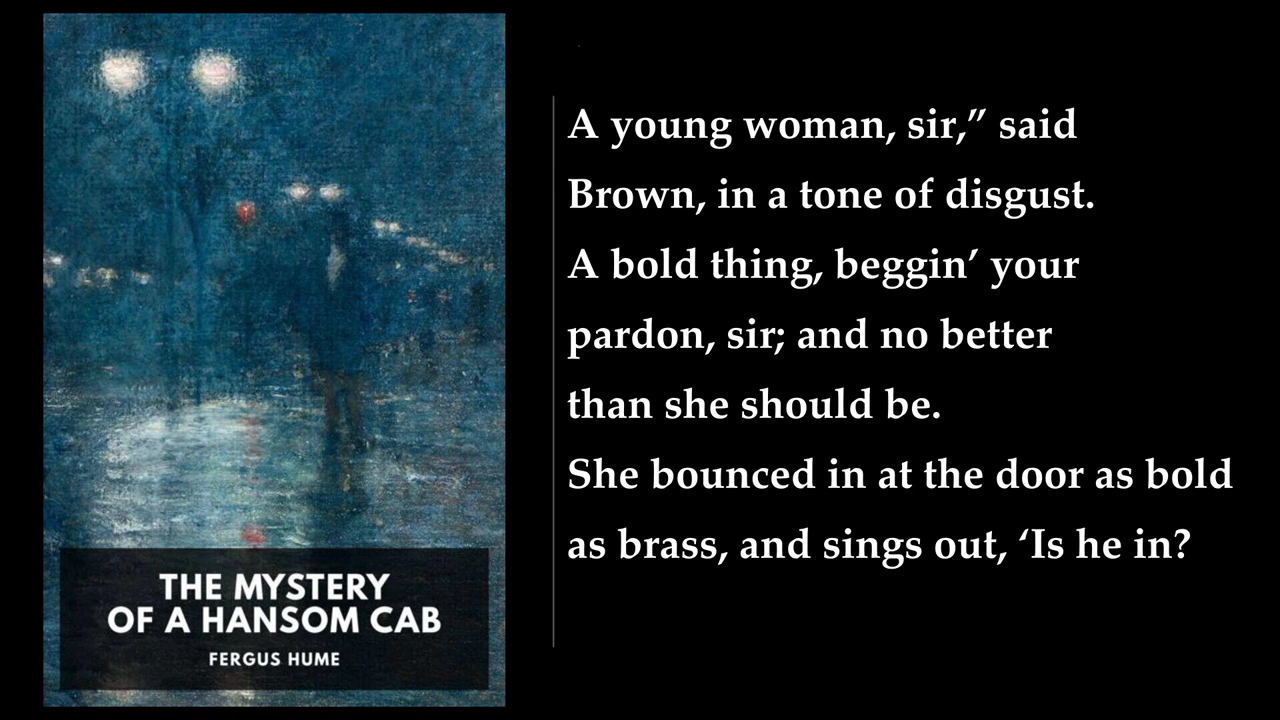 THE MYSTERY
OF A HANSOM CAB
FERGUS HUME
A young woman, sir,” said
Brown, in a tone of disgust.
A bold thing, beggin’ your
pardon, sir; and no better
than she should be.
She bounced in at the door as bold
as brass, and sings out, ‘Is he in?